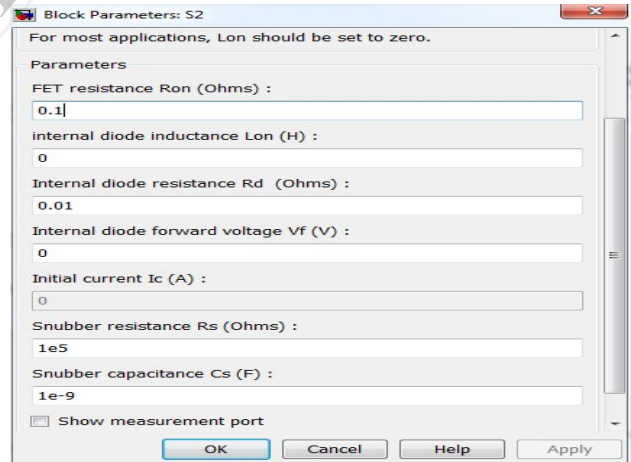 Block Parameters: S2
For most applications, Lon should be set to zero.
Parameters
FET resistance Ron (Ohms) :
0.1
internal diode inductance Lon (H) :
0
Internal diode resistance Rd (Ohms) :
0.01
Internal diode forward voltage Vf (V) :
0
Initial current Ic (A) :
0
Snubber resistance Rs (Ohms) :
1e5
Snubber capacitance Cs (F) :
1e-9
Show measurement port
OK Cancel Help Apply